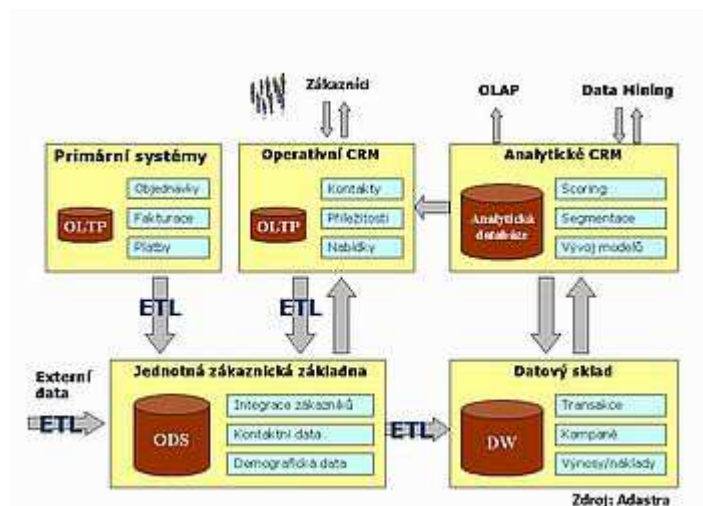 Zákazníci
OLAP
Data Mining
Primární systémy
OLTP
Objednávky
Fakturace
Platby
Operativní CRM
OLTP
Kontakty
Příležitosti
Nabídky
Analytické CRM
Analytická
databáze
Scoring
Segmentace
Vývoj modelů
ETL
ETL
Externí
data
ETL
Jednotná zákaznická základna
ODS
Integrace zákazníků
Kontaktní data
Demografická data
ETL
Datový sklad
DW
Transakce
Kampaně
Výnosy/náklady
Zdroj: Adastra